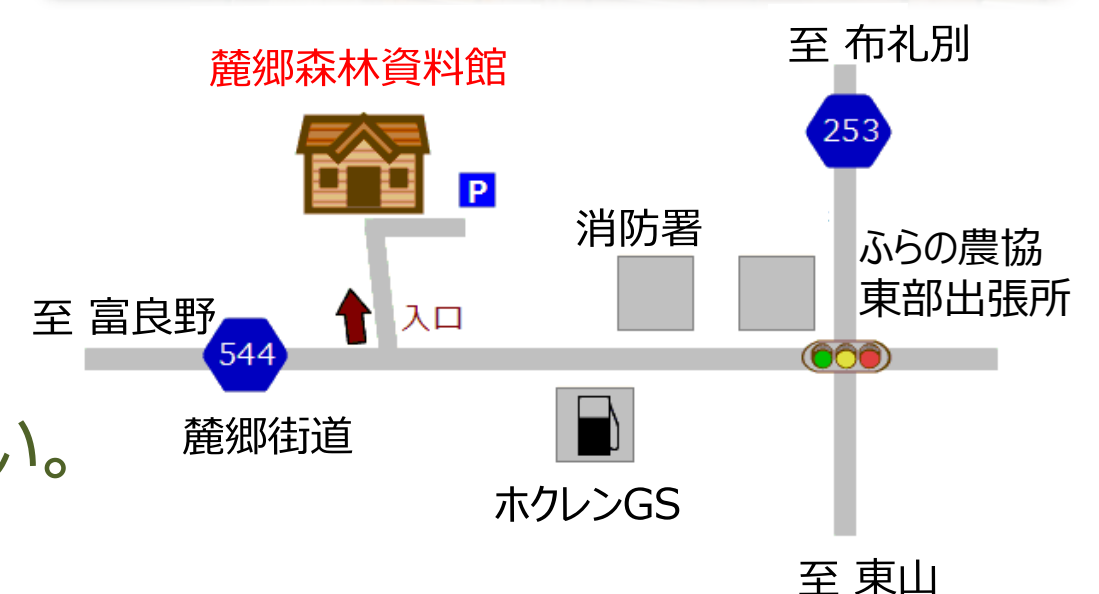 至 布礼別
麓郷森林資料館
253
P
消防署
ふらの農協
東部出張所
至 富良野
入口
544
麓郷街道
い。
ホクレンGS
至 東山